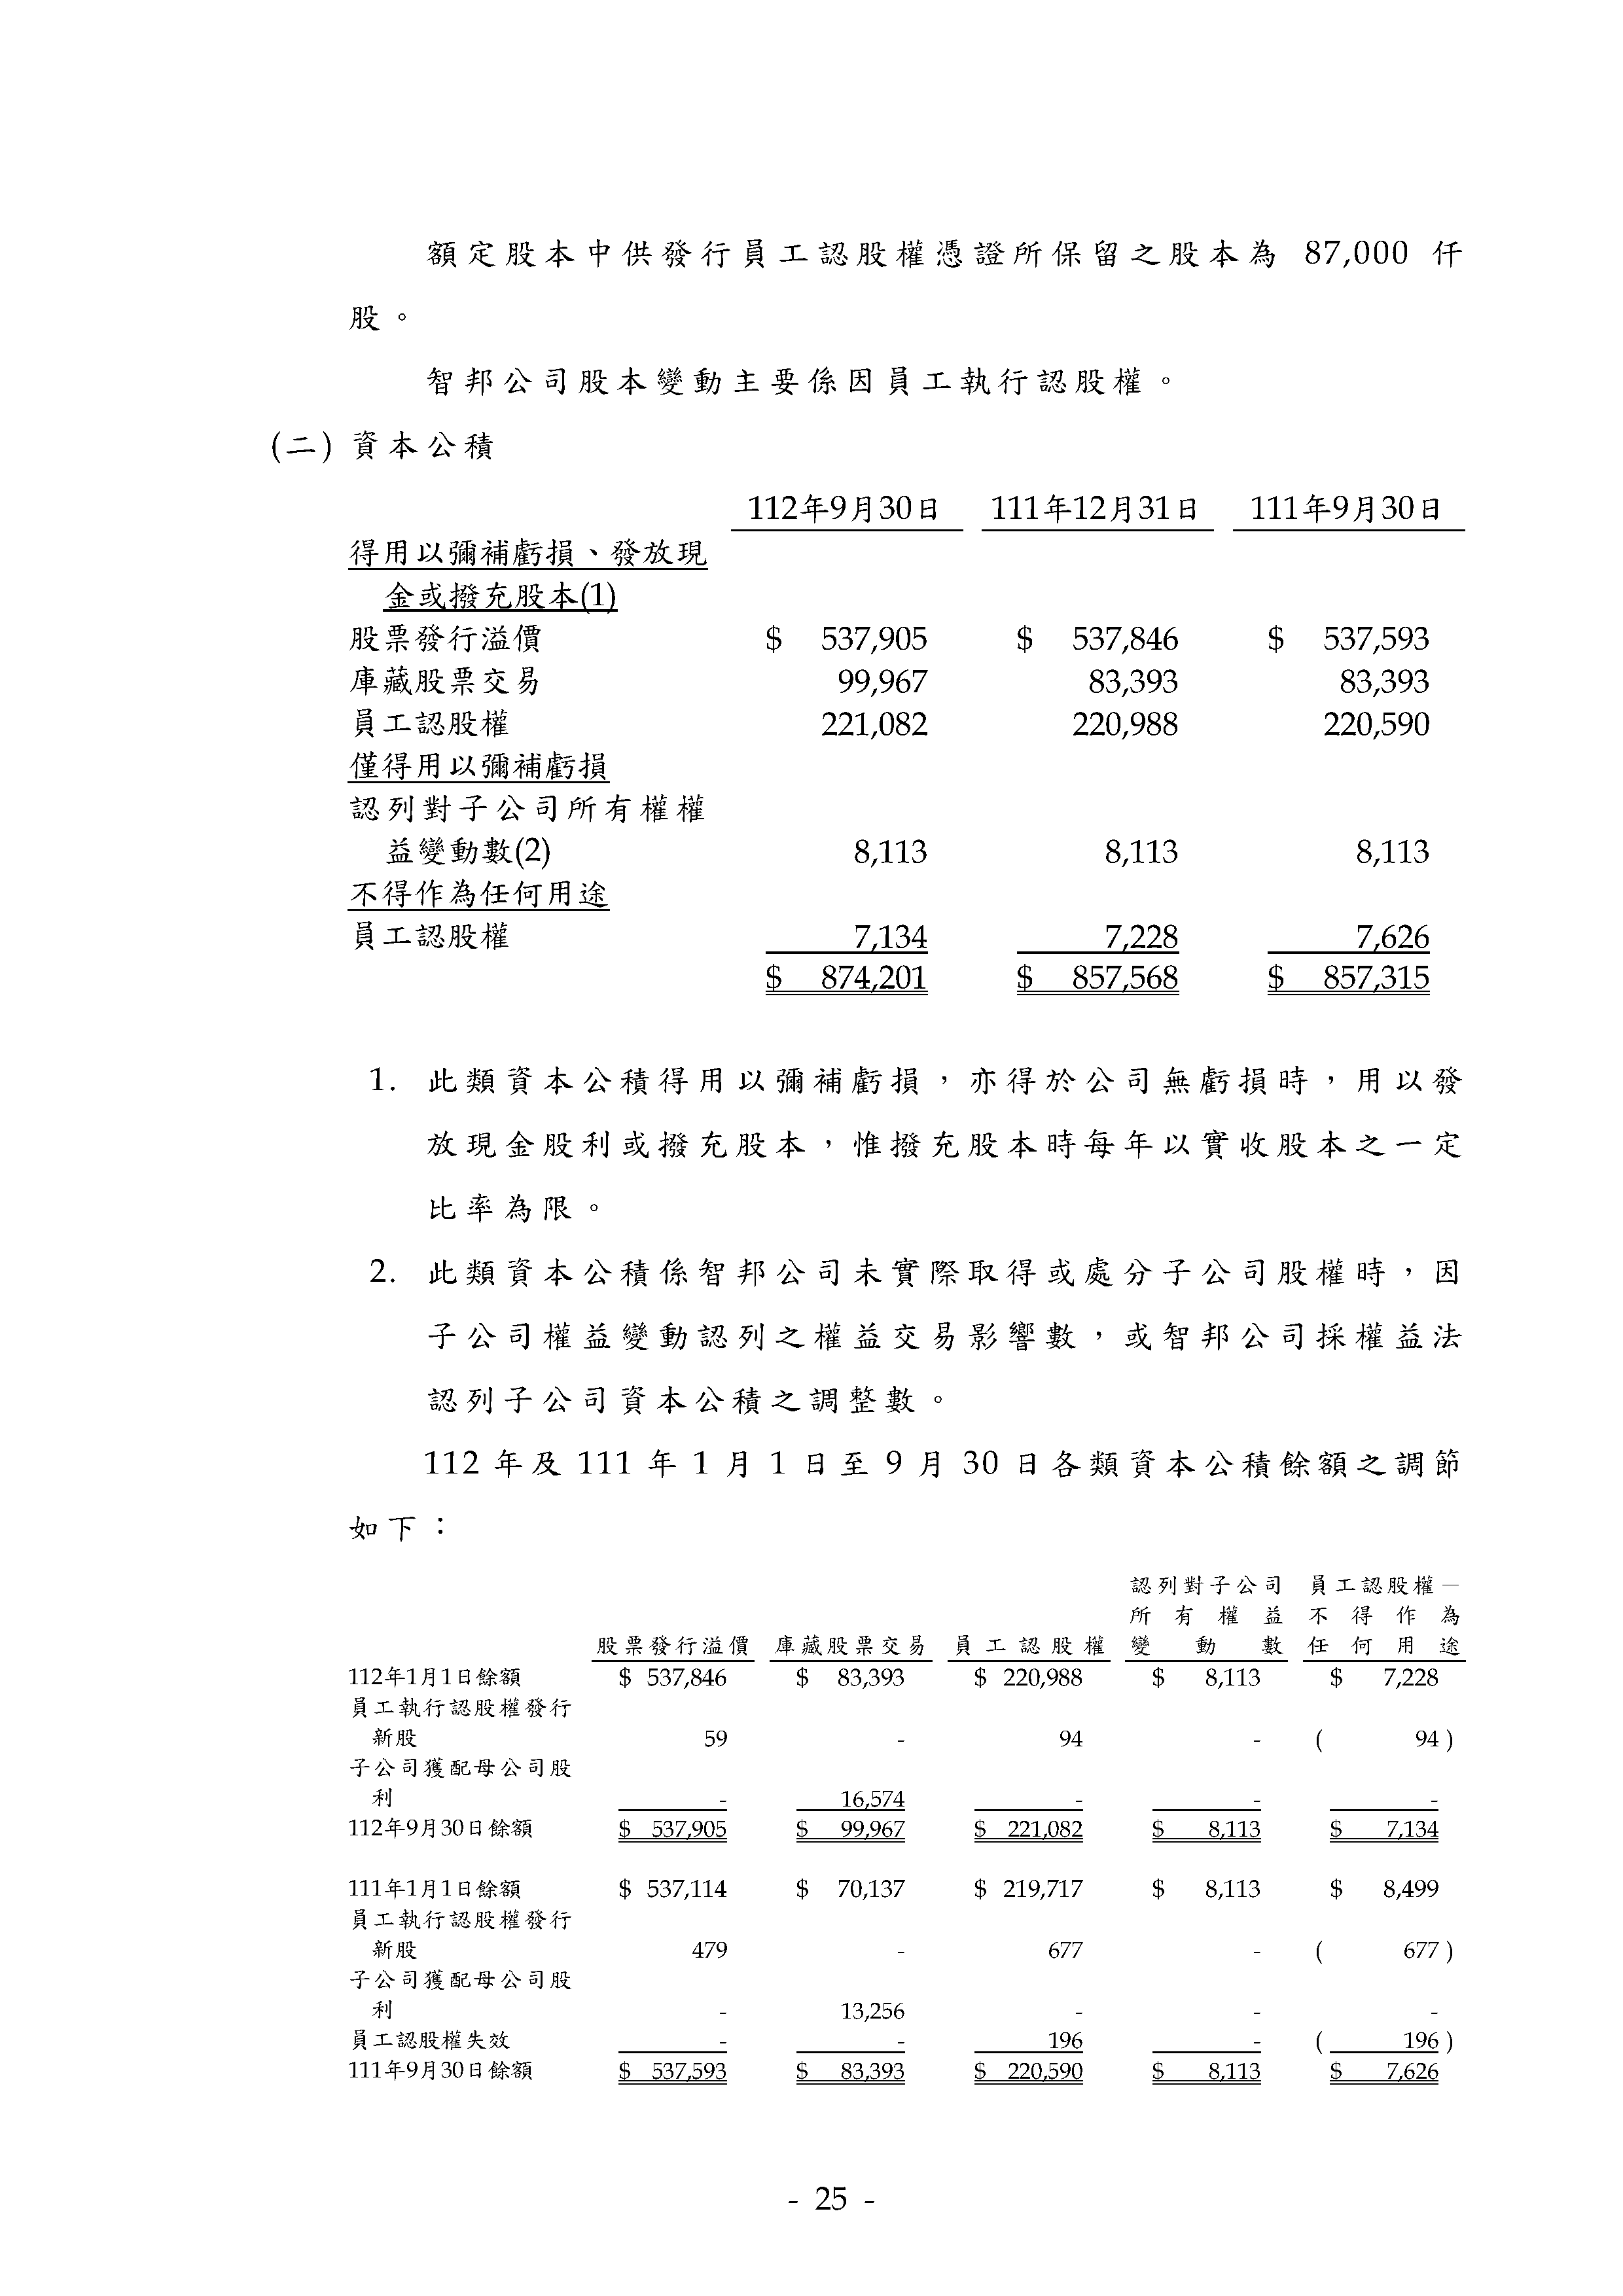 額定股本中供發行員工認股權憑證所保留之股本為 87,000 仟
股。
智邦公司股本變動主要係因員工執行認股權。
(二) 資本公積
112年9月30日 111年12月31日 111年9月30日
得用以彌補虧損、發放現
金或撥充股本(1)
股票發行溢價 $ 537,905 $ 537,846 $ 537,593
庫藏股票交易 99,967 83,393 83,393
員工認股權 221,082 220,988 220,590
僅得用以彌補虧損
認列對子公司所有權權
益變動數(2) 8,113 8,113 8,113
不得作為任何用途
員工認股權 7,134 7,228 7,626
$ 874,201 $ 857,568 $ 857,315
1. 此類資本公積得用以彌補虧損，亦得於公司無虧損時，用以發
放現金股利或撥充股本，惟撥充股本時每年以實收股本之一定
比率為限。
2. 此類資本公積係智邦公司未實際取得或處分子公司股權時，因
子公司權益變動認列之權益交易影響數，或智邦公司採權益法
認列子公司資本公積之調整數。
112 年及 111 年 1 月 1 日至 9 月 30 日各類資本公積餘額之調節
如下：
認列對子公司 員工認股權－
所有權益 不得作為
股票發行溢價 庫藏股票交易 員工認股權 變動數 任何用途
112年1月1日餘額 $ 537,846 $ 83,393 $ 220,988 $ 8,113 $ 7,228
員工執行認股權發行
新股 59 - 94 - ( 94 )
子公司獲配母公司股
利 - 16,574 - - -
112年9月30日餘額 $ 537,905 $ 99,967 $ 221,082 $ 8,113 $ 7,134
111年1月1日餘額 $ 537,114 $ 70,137 $ 219,717 $ 8,113 $ 8,499
員工執行認股權發行
新股 479 - 677 - ( 677 )
子公司獲配母公司股
利 - 13,256 - - -
員工認股權失效 - - 196 - ( 196 )
111年9月30日餘額 $ 537,593 $ 83,393 $ 220,590 $ 8,113 $ 7,626
- 25 -